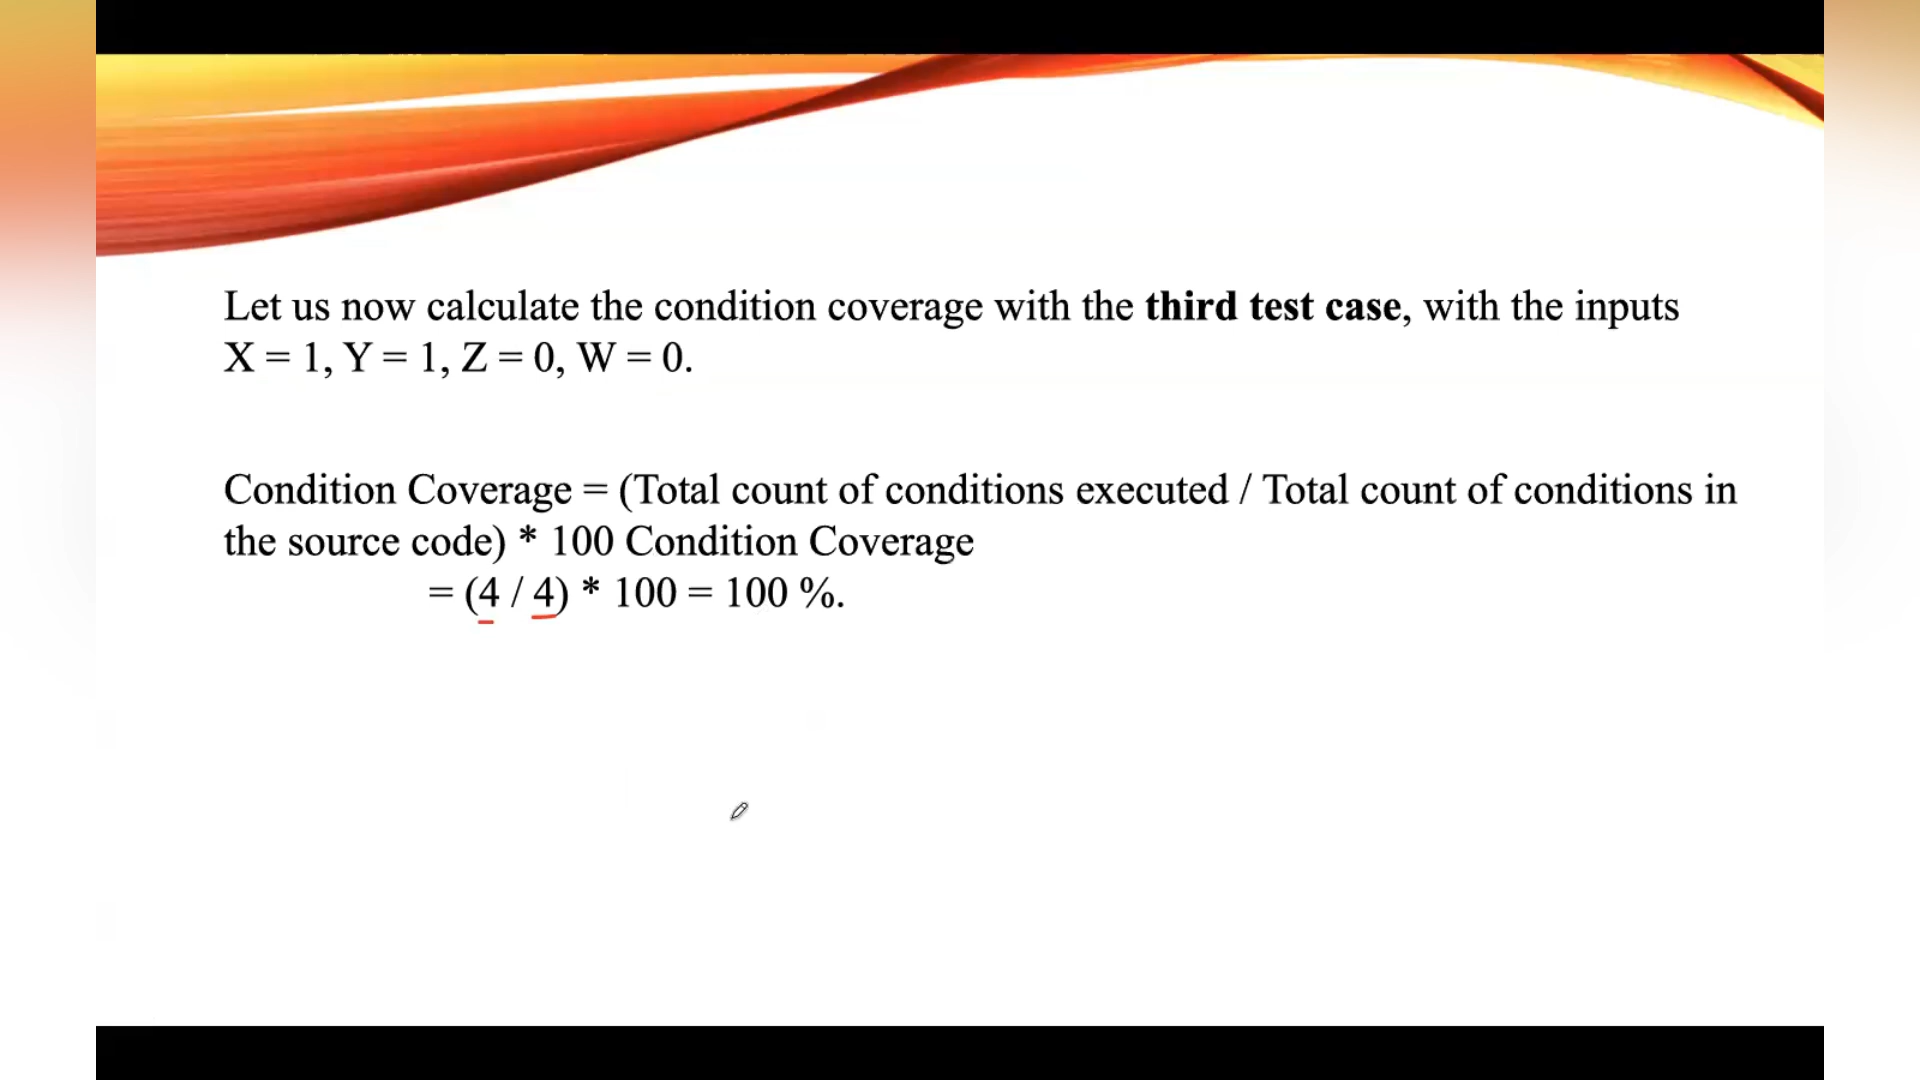 Let us now calculate the condition coverage with the third test case, with the inputs
X = 1, Y = 1, Z = 0, W = 0.
Condition Coverage = (Total count of conditions executed / Total count of conditions in
the source code) * 100 Condition Coverage
= (4 / 4) * 100 = 100 %.